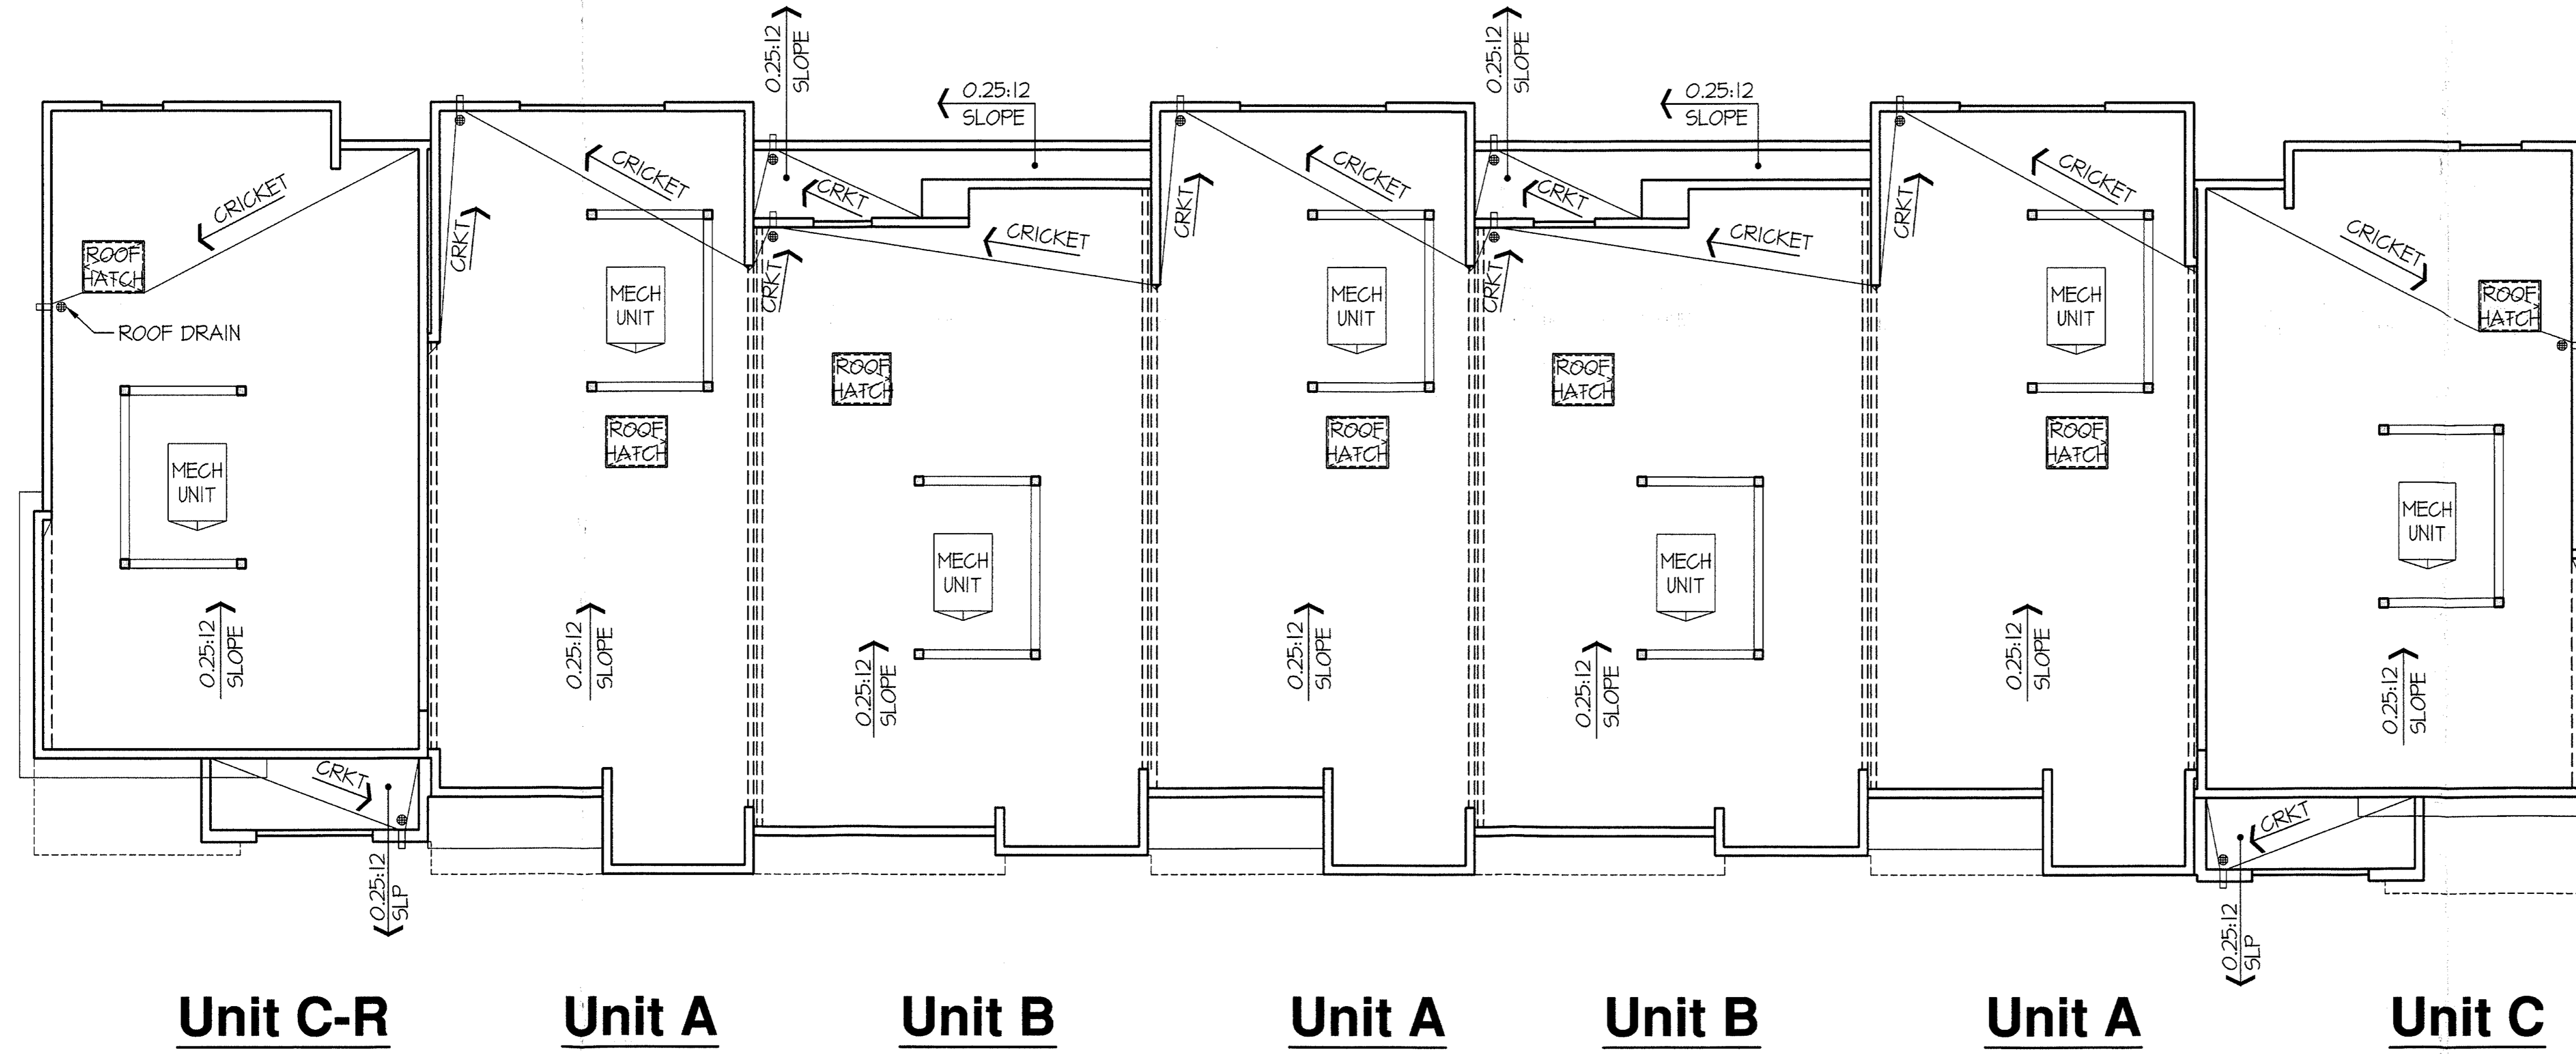 0.25:12
SLOPE
0.25:12
SLOPE
0.25:12
SLOPE
0.25:12
SLOPE
CRICKET
ROOF
HATCH
ROOF DRAIN
MECH
UNIT
0.25:12
SLOPE
CRKT
0.25:12
SLP
CRKT
CRICKET
MECH
UNIT
ROOF
HATCH
0.25:12
SLOPE
CRKT
CRKT
CRICKET
ROOF
HATCH
MECH
UNIT
0.25:12
SLOPE
CRKT
CRICKET
MECH
UNIT
ROOF
HATCH
0.25:12
SLOPE
CRKT
CRKT
CRICKET
ROOF
HATCH
MECH
UNIT
0.25:12
SLOPE
CRKT
CRICKET
MECH
UNIT
ROOF
HATCH
0.25:12
SLOPE
CRICKET
ROOF
HATCH
MECH
UNIT
0.25:12
SLOPE
CRKT
0.25:12
SLP
Unit C-R
Unit A
Unit B
Unit A
Unit B
Unit A
Unit C